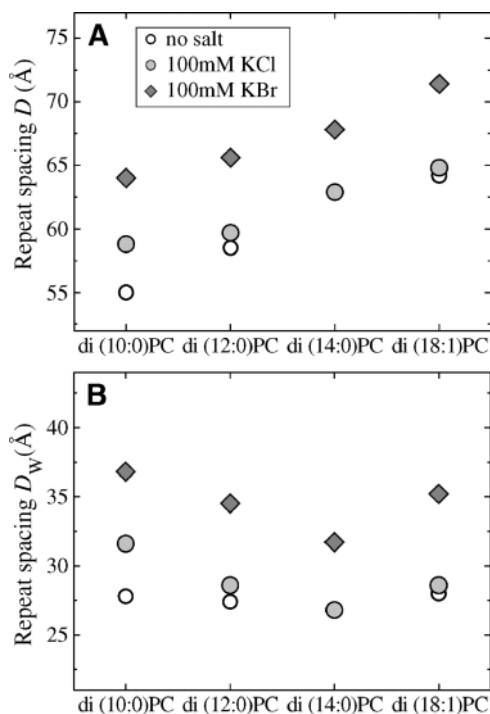 A
no salt
100mM KCl
100mM KBr
75
70
65
60
55
Repeat spacing D (Å)
di (10:0)PC di (12:0)PC di (14:0)PC di (18:1)PC
B
40
35
30
25
Repeat spacing DW(Å)
di (10:0)PC di (12:0)PC di (14:0)PC di (18:1)PC